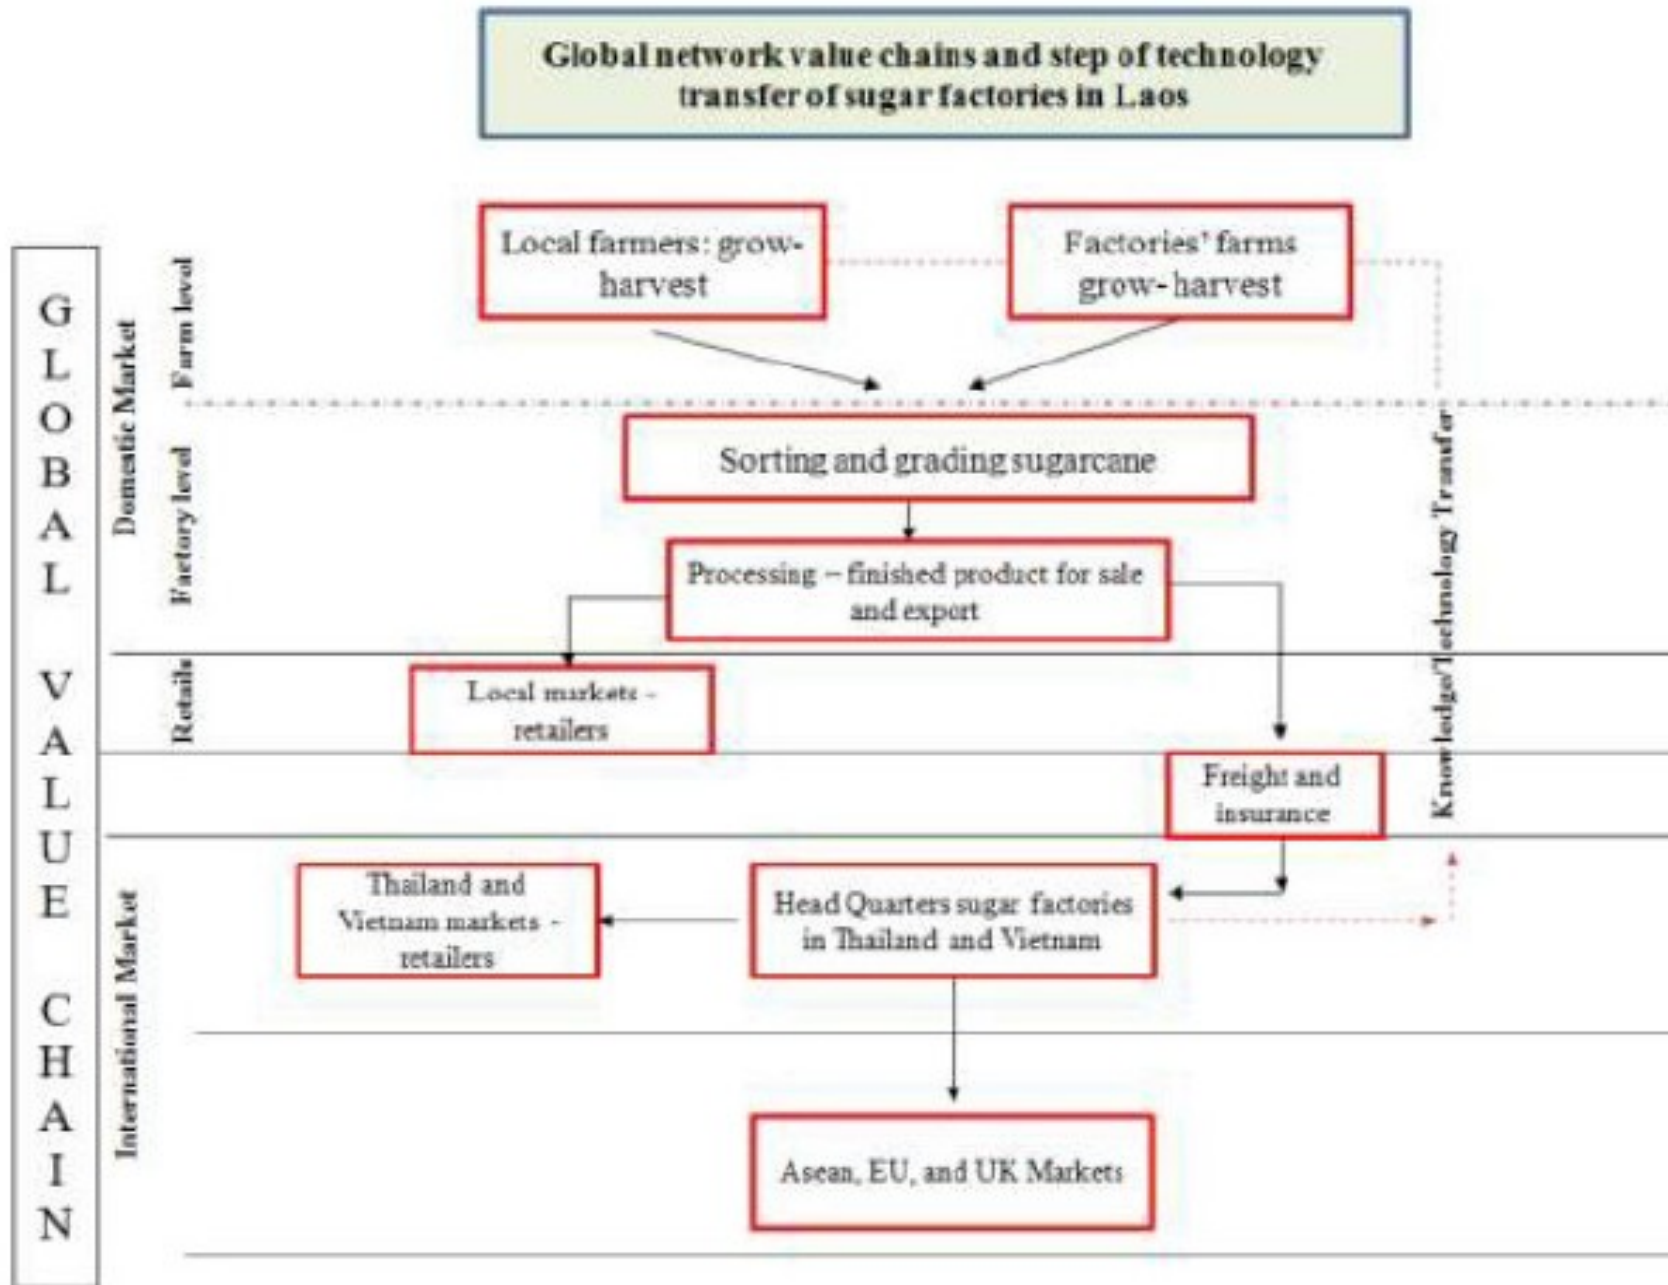 Global network value chains and step of technology
transfer of sugar factories in Laos
GLOBAL VALUE CHAIN
Domestic Market
Farm level
Local farmers: grow-
harvest
Factories’ farms
grow- harvest
Factory level
Sorting and grading sugarcane
Processing – finished product for sale
and export
Knowledge/Technology Transfer
Retails
Local markets -
retailers
Freight and
insurance
International Market
Thailand and
Vietnam markets -
retailers
Head Quarters sugar factories
in Thailand and Vietnam
Asean, EU, and UK Markets